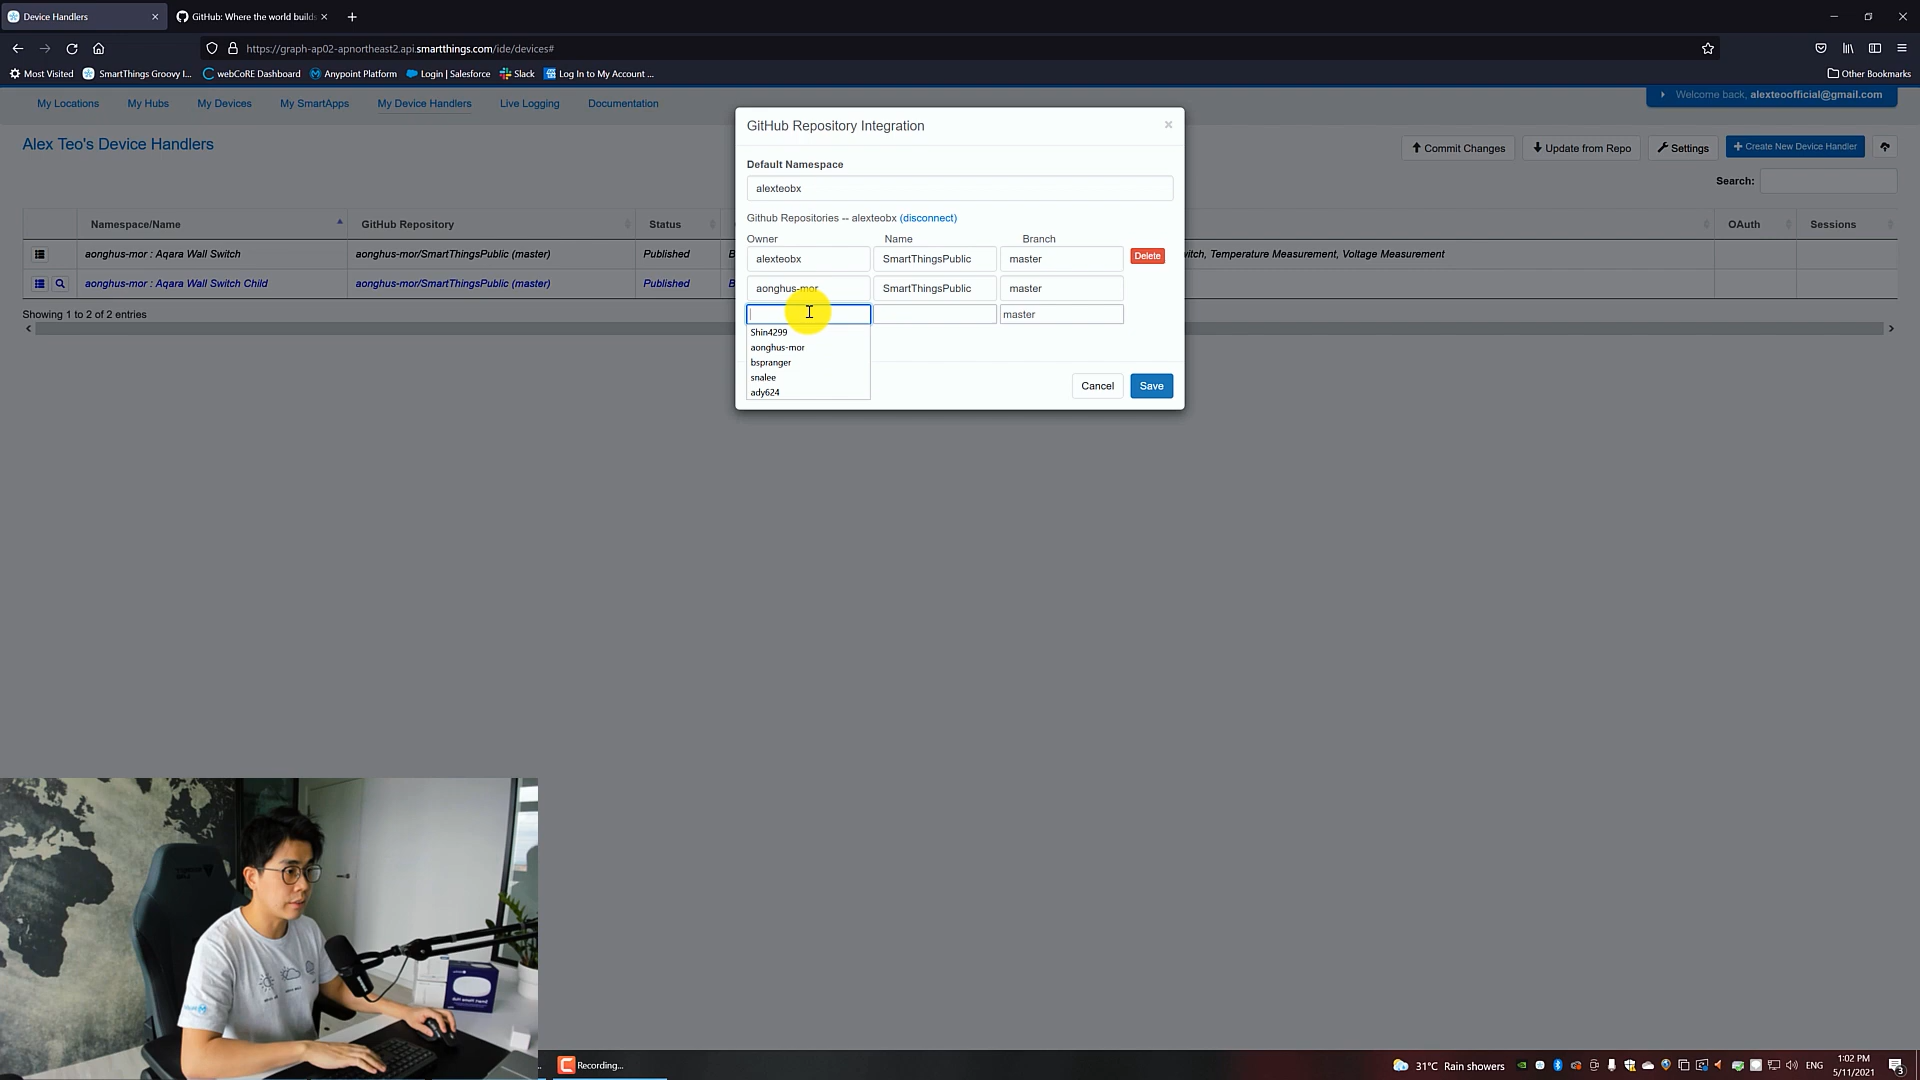 Device Handlers
GitHub: Where the world builds
https://graph-ap02-apnortheast2.api.smartthings.com/ide/devices#
Most Visited SmartThings Groovy I... webCoRE Dashboard Anypoint Platform Login | Salesforce Slack Log In to My Account ... Other Bookmarks
My Locations My Hubs My Devices My SmartApps My Device Handlers Live Logging Documentation
Welcome back, alexteoofficial@gmail.com
Alex Teo's Device Handlers
Commit Changes Update from Repo Settings + Create New Device Handler
Search:
Namespace/Name GitHub Repository Status OAuth Sessions
aonghus-mor : Aqara Wall Switch aonghus-mor/SmartThingsPublic (master) Published B itch, Temperature Measurement, Voltage Measurement
aonghus-mor : Aqara Wall Switch Child aonghus-mor/SmartThingsPublic (master) Published B
Showing 1 to 2 of 2 entries
GitHub Repository Integration
Default Namespace
alexteobx
Github Repositories -- alexteobx (disconnect)
Owner Name Branch
alexteobx SmartThingsPublic master Delete
aonghus-mor SmartThingsPublic master
master
Shin4299
aonghus-mor
bspranger
snalee
ady624
Cancel Save
Recording...
31°C Rain showers
ENG
1:02 PM
5/11/2021
3